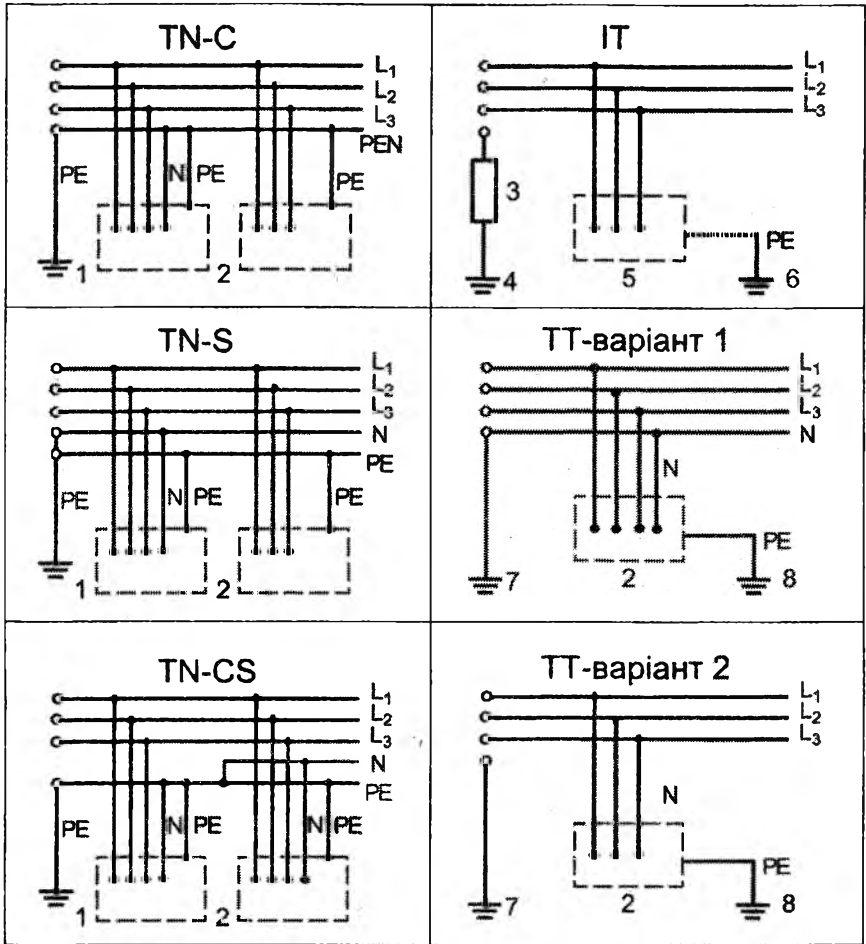 TN-C
L₁
L₂
L₃
PEN
PE
N
PE
PE
1
2
IT
L₁
L₂
L₃
3
PE
4
5
6
TN-S
L₁
L₂
L₃
N
PE
PE
N
PE
PE
1
2
ТТ-варіант 1
L₁
L₂
L₃
N
N
PE
7
2
8
TN-CS
L₁
L₂
L₃
N
PE
PE
N
PE
N
PE
1
2
ТТ-варіант 2
L₁
L₂
L₃
N
PE
7
2
8